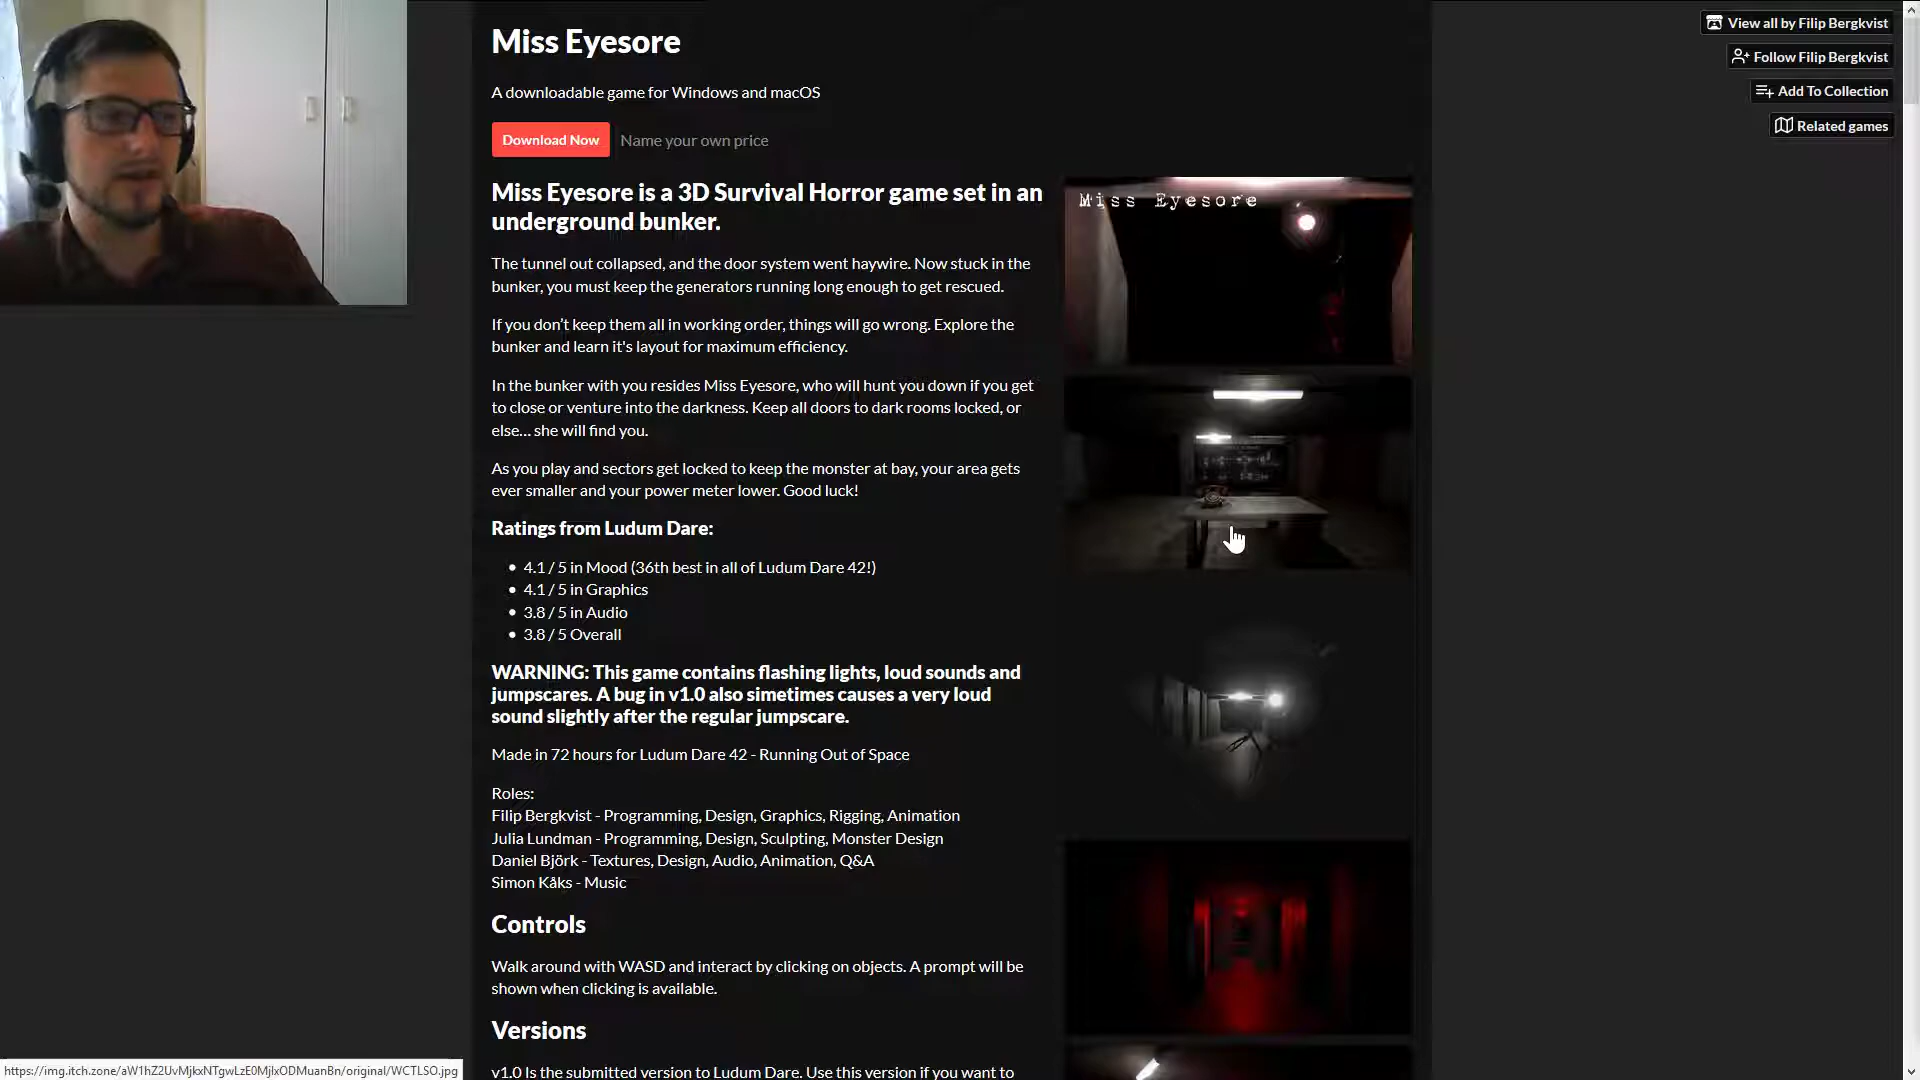 Miss Eyesore
A downloadable game for Windows and macOS
Download Now
Name your own price
View all by Filip Bergkvist
Follow Filip Bergkvist
Add To Collection
Related games
Miss Eyesore is a 3D Survival Horror game set in an
underground bunker.
The tunnel out collapsed, and the door system went haywire. Now stuck in the
bunker, you must keep the generators running long enough to get rescued.
If you don’t keep them all in working order, things will go wrong. Explore the
bunker and learn it's layout for maximum efficiency.
In the bunker with you resides Miss Eyesore, who will hunt you down if you get
to close or venture into the darkness. Keep all doors to dark rooms locked, or
else… she will find you.
As you play and sectors get locked to keep the monster at bay, your area gets
ever smaller and your power meter lower. Good luck!
Ratings from Ludum Dare:
• 4.1 / 5 in Mood (36th best in all of Ludum Dare 42!)
• 4.1 / 5 in Graphics
• 3.8 / 5 in Audio
• 3.8 / 5 Overall
WARNING: This game contains flashing lights, loud sounds and
jumpscares. A bug in v1.0 also simetimes causes a very loud
sound slightly after the regular jumpscare.
Made in 72 hours for Ludum Dare 42 - Running Out of Space
Roles:
Filip Bergkvist - Programming, Design, Graphics, Rigging, Animation
Julia Lundman - Programming, Design, Sculpting, Monster Design
Daniel Björk - Textures, Design, Audio, Animation, Q&A
Simon Kåks - Music
Controls
Walk around with WASD and interact by clicking on objects. A prompt will be
shown when clicking is available.
Versions
v1.0 Is the submitted version to Ludum Dare. Use this version if you want to
Miss Eyesore
https://img.itch.zone/aW1hZ2UvMjkxNTgwLzE0MjlxODMuanBn/original/WCTLSO.jpg